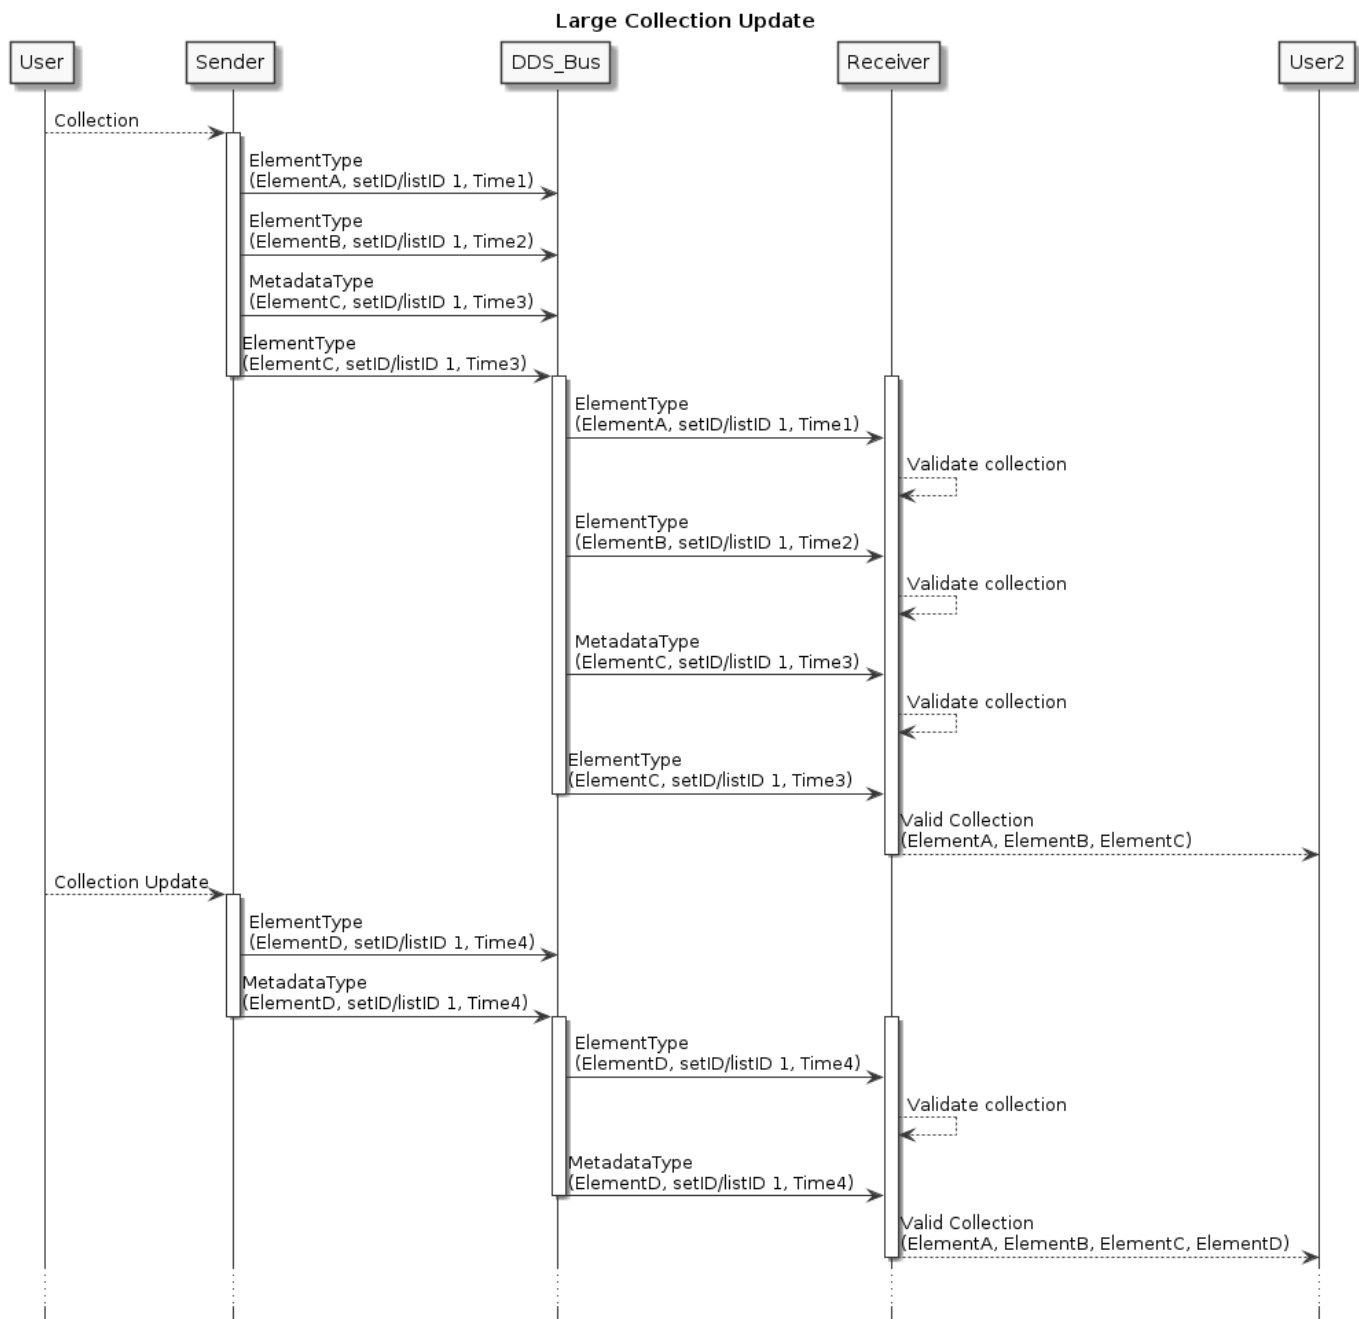 Large Collection Update
User
Sender
DDS_Bus
Receiver
User2
Collection
ElementType
(ElementA, setID/listID 1, Time1)
ElementType
(ElementB, setID/listID 1, Time2)
MetadataType
(ElementC, setID/listID 1, Time3)
ElementType
(ElementC, setID/listID 1, Time3)
ElementType
(ElementA, setID/listID 1, Time1)
Validate collection
ElementType
(ElementB, setID/listID 1, Time2)
Validate collection
MetadataType
(ElementC, setID/listID 1, Time3)
Validate collection
ElementType
(ElementC, setID/listID 1, Time3)
Valid Collection
(ElementA, ElementB, ElementC)
Collection Update
ElementType
(ElementD, setID/listID 1, Time4)
MetadataType
(ElementD, setID/listID 1, Time4)
ElementType
(ElementD, setID/listID 1, Time4)
Validate collection
MetadataType
(ElementD, setID/listID 1, Time4)
Valid Collection
(ElementA, ElementB, ElementC, ElementD)